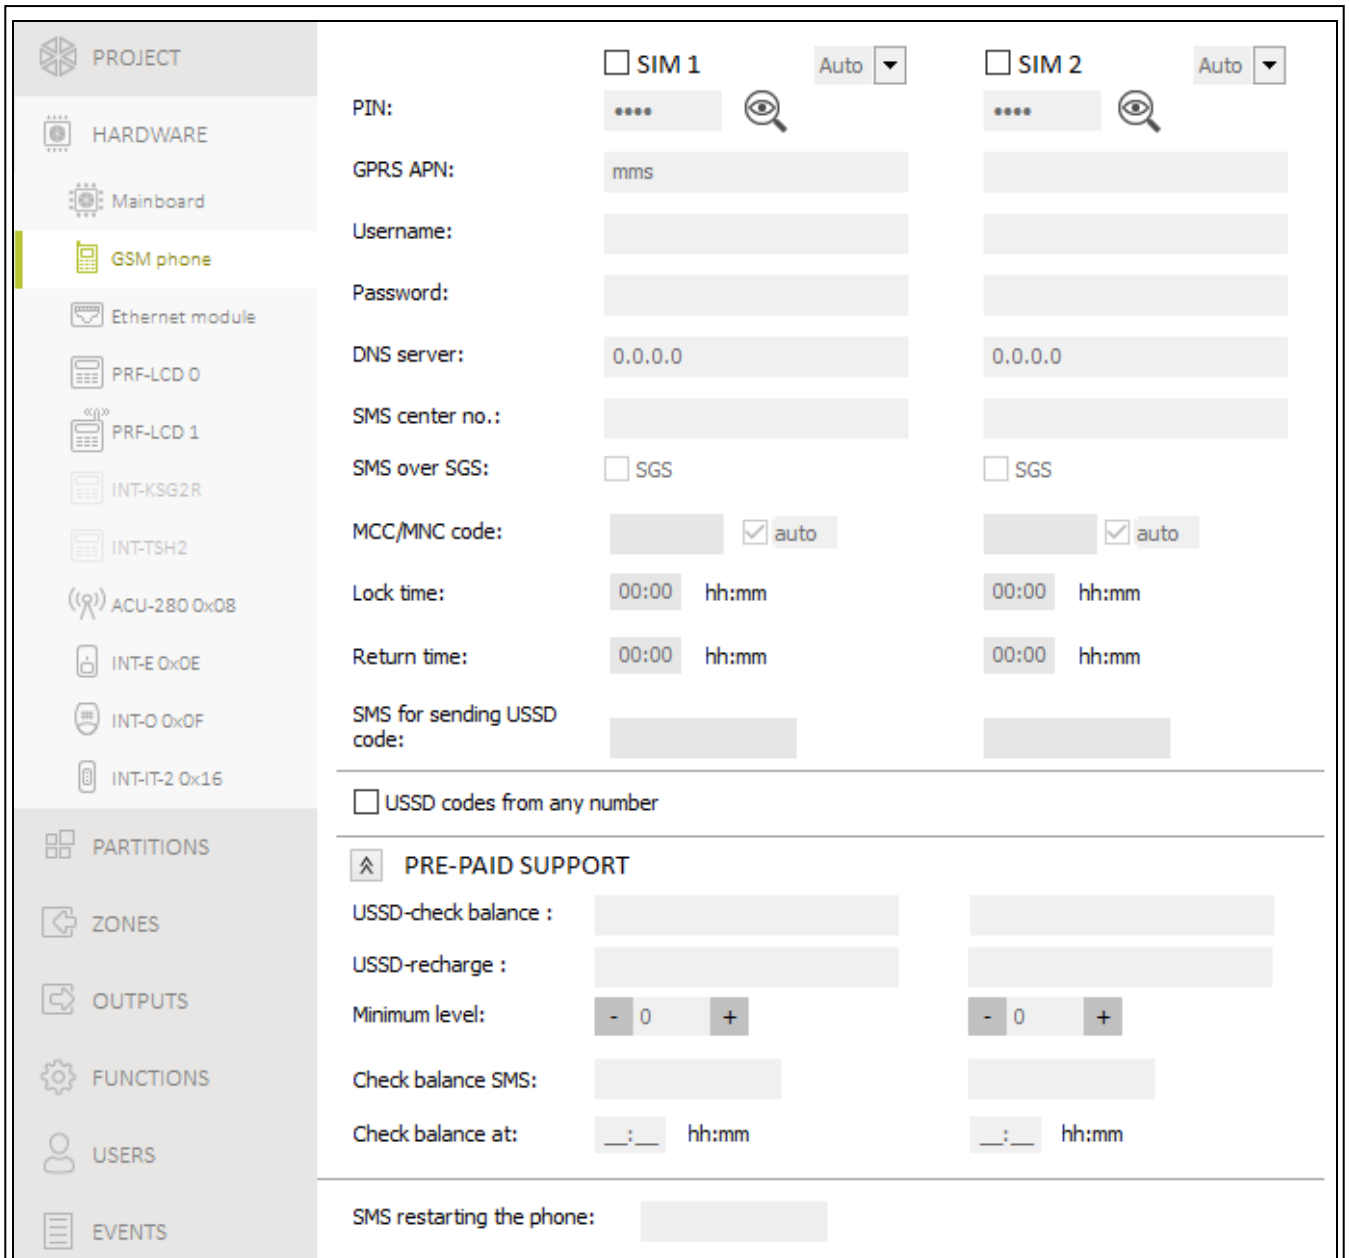 PROJECT
HARDWARE
Mainboard
GSM phone
Ethernet module
PRF-LCD 0
PRF-LCD 1
INT-KSG2R
INT-TSH2
ACU-280 0x08
INT-E 0x0E
INT-O 0x0F
INT-IT-2 0x16
PARTITIONS
ZONES
OUTPUTS
FUNCTIONS
USERS
EVENTS
SIM 1 Auto SIM 2 Auto
PIN: •••• ••••
GPRS APN: mms
Username:
Password:
DNS server: 0.0.0.0 0.0.0.0
SMS center no.:
SMS over SGS: SGS SGS
MCC/MNC code: auto auto
Lock time: 00:00 hh:mm 00:00 hh:mm
Return time: 00:00 hh:mm 00:00 hh:mm
SMS for sending USSD
code:
USSD codes from any number
PRE-PAID SUPPORT
USSD-check balance :
USSD-recharge :
Minimum level: - 0 + - 0 +
Check balance SMS:
Check balance at: __:__ hh:mm __:__ hh:mm
SMS restarting the phone: